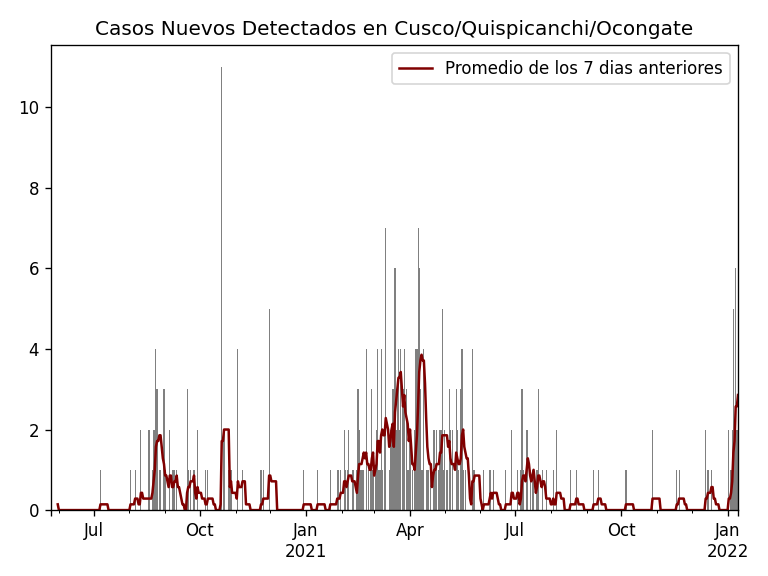 Casos Nuevos Detectados en Cusco/Quispicanchi/Ocongate
Promedio de los 7 dias anteriores
10
8
6
4
2
0
Jul
Oct
Jan
2021
Apr
Jul
Oct
Jan
2022